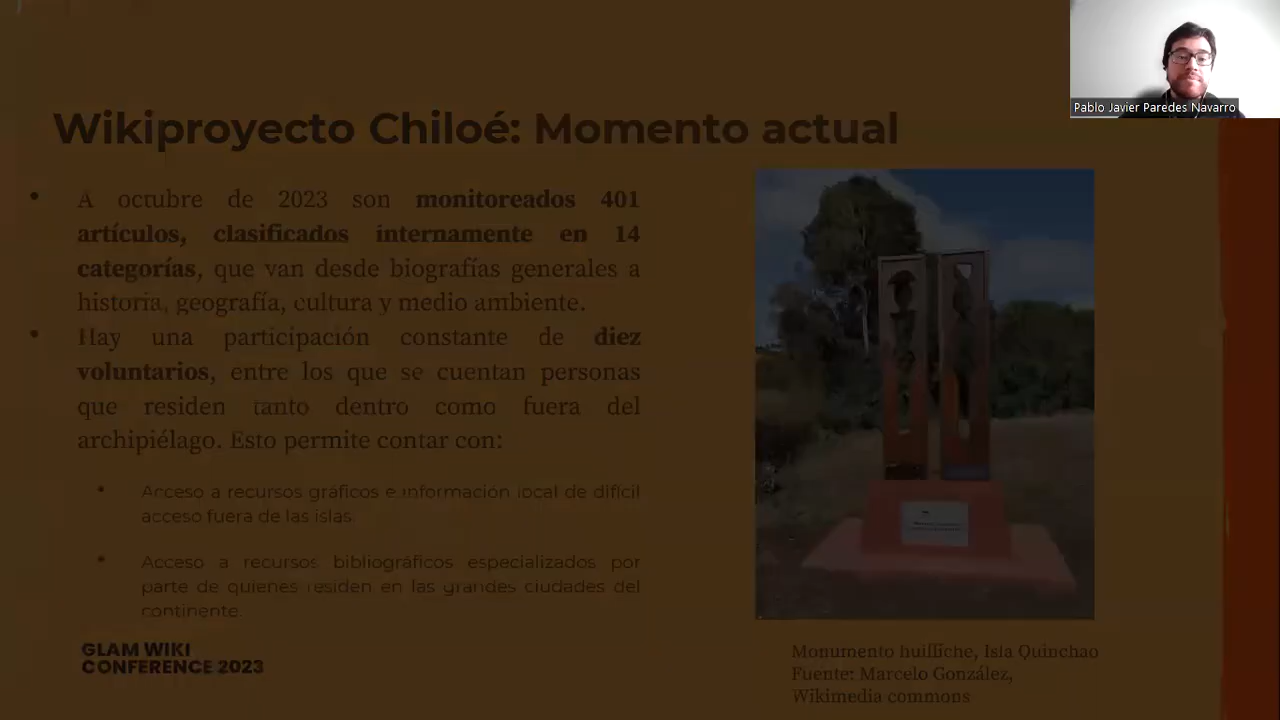 Pablo Javier Paredes Navarro
Wikiproyecto Chiloé: Momento actual
• A octubre de 2023 son monitoreados 401
artículos, clasificados internamente en 14
categorías, que van desde biografías generales a
historia, geografía, cultura y medio ambiente.
• Hay una participación constante de diez
voluntarios, entre los que se cuentan personas
que residen tanto dentro como fuera del
archipiélago. Esto permite contar con:
• Acceso a recursos gráficos e información local de difícil
acceso fuera de las islas.
• Acceso a recursos bibliográficos especializados por
parte de quienes residen en las grandes ciudades del
continente.
GLAM WIKI
CONFERENCE 2023
Monumento huilliche, Isla Quinchao
Fuente: Marcelo González,
Wikimedia commons